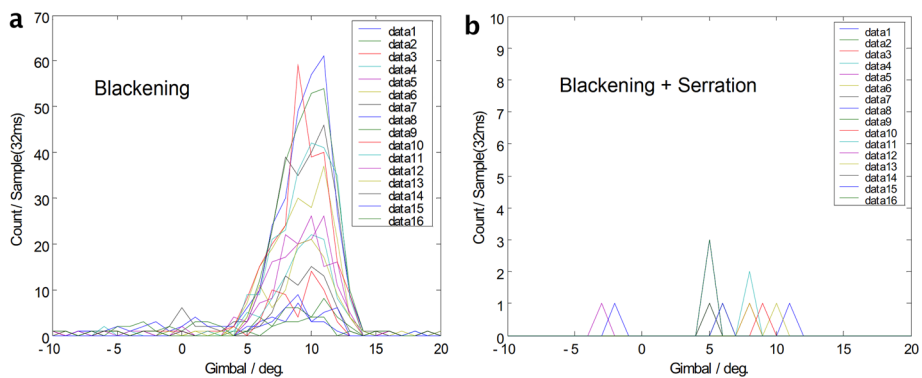 a
Blackening
Count / Sample(32ms)
70
60
50
40
30
20
10
0
-10
-5
0
5
10
15
20
Gimbal / deg.
data1
data2
data3
data4
data5
data6
data7
data8
data9
data10
data11
data12
data13
data14
data15
data16
b
Blackening + Serration
Count / Sample(32ms)
10
9
8
7
6
5
4
3
2
1
0
-10
-5
0
5
10
15
20
Gimbal / deg.
data1
data2
data3
data4
data5
data6
data7
data8
data9
data10
data11
data12
data13
data14
data15
data16